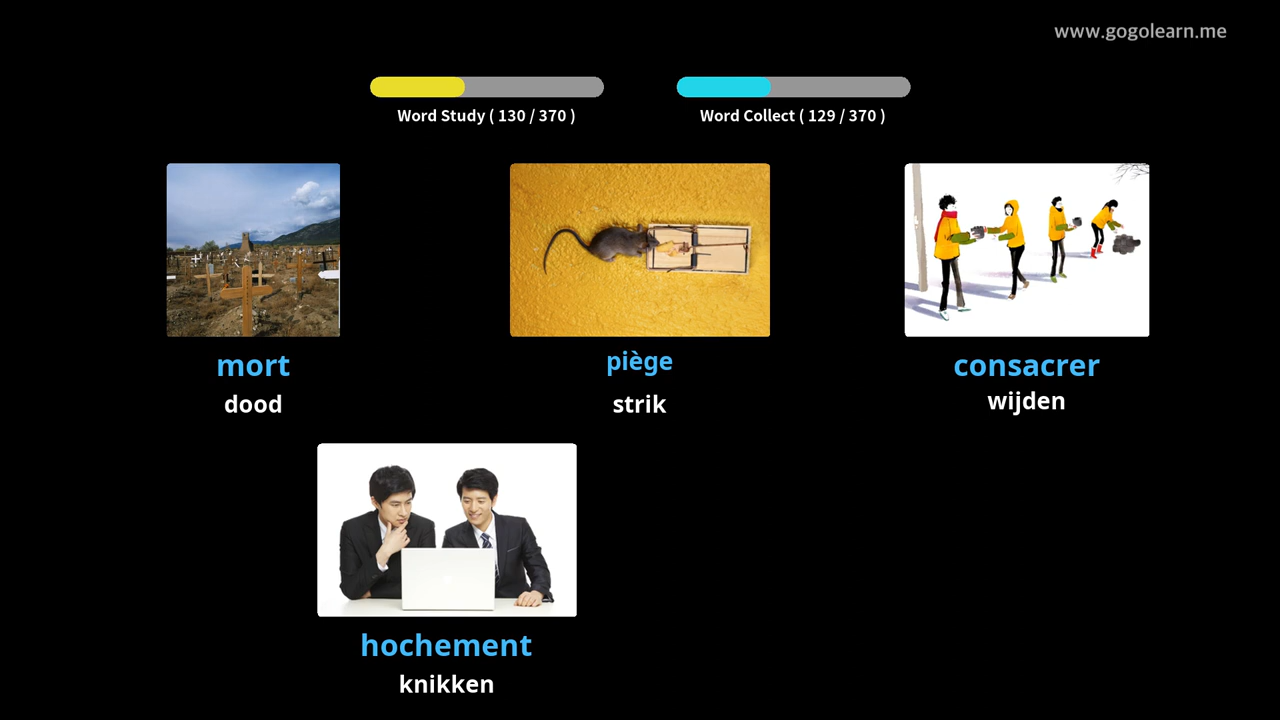 www.gogolearn.me
Word Study ( 130 / 370 )
Word Collect ( 129 / 370 )
mort
dood
piège
strik
consacrer
wijden
hochement
knikken